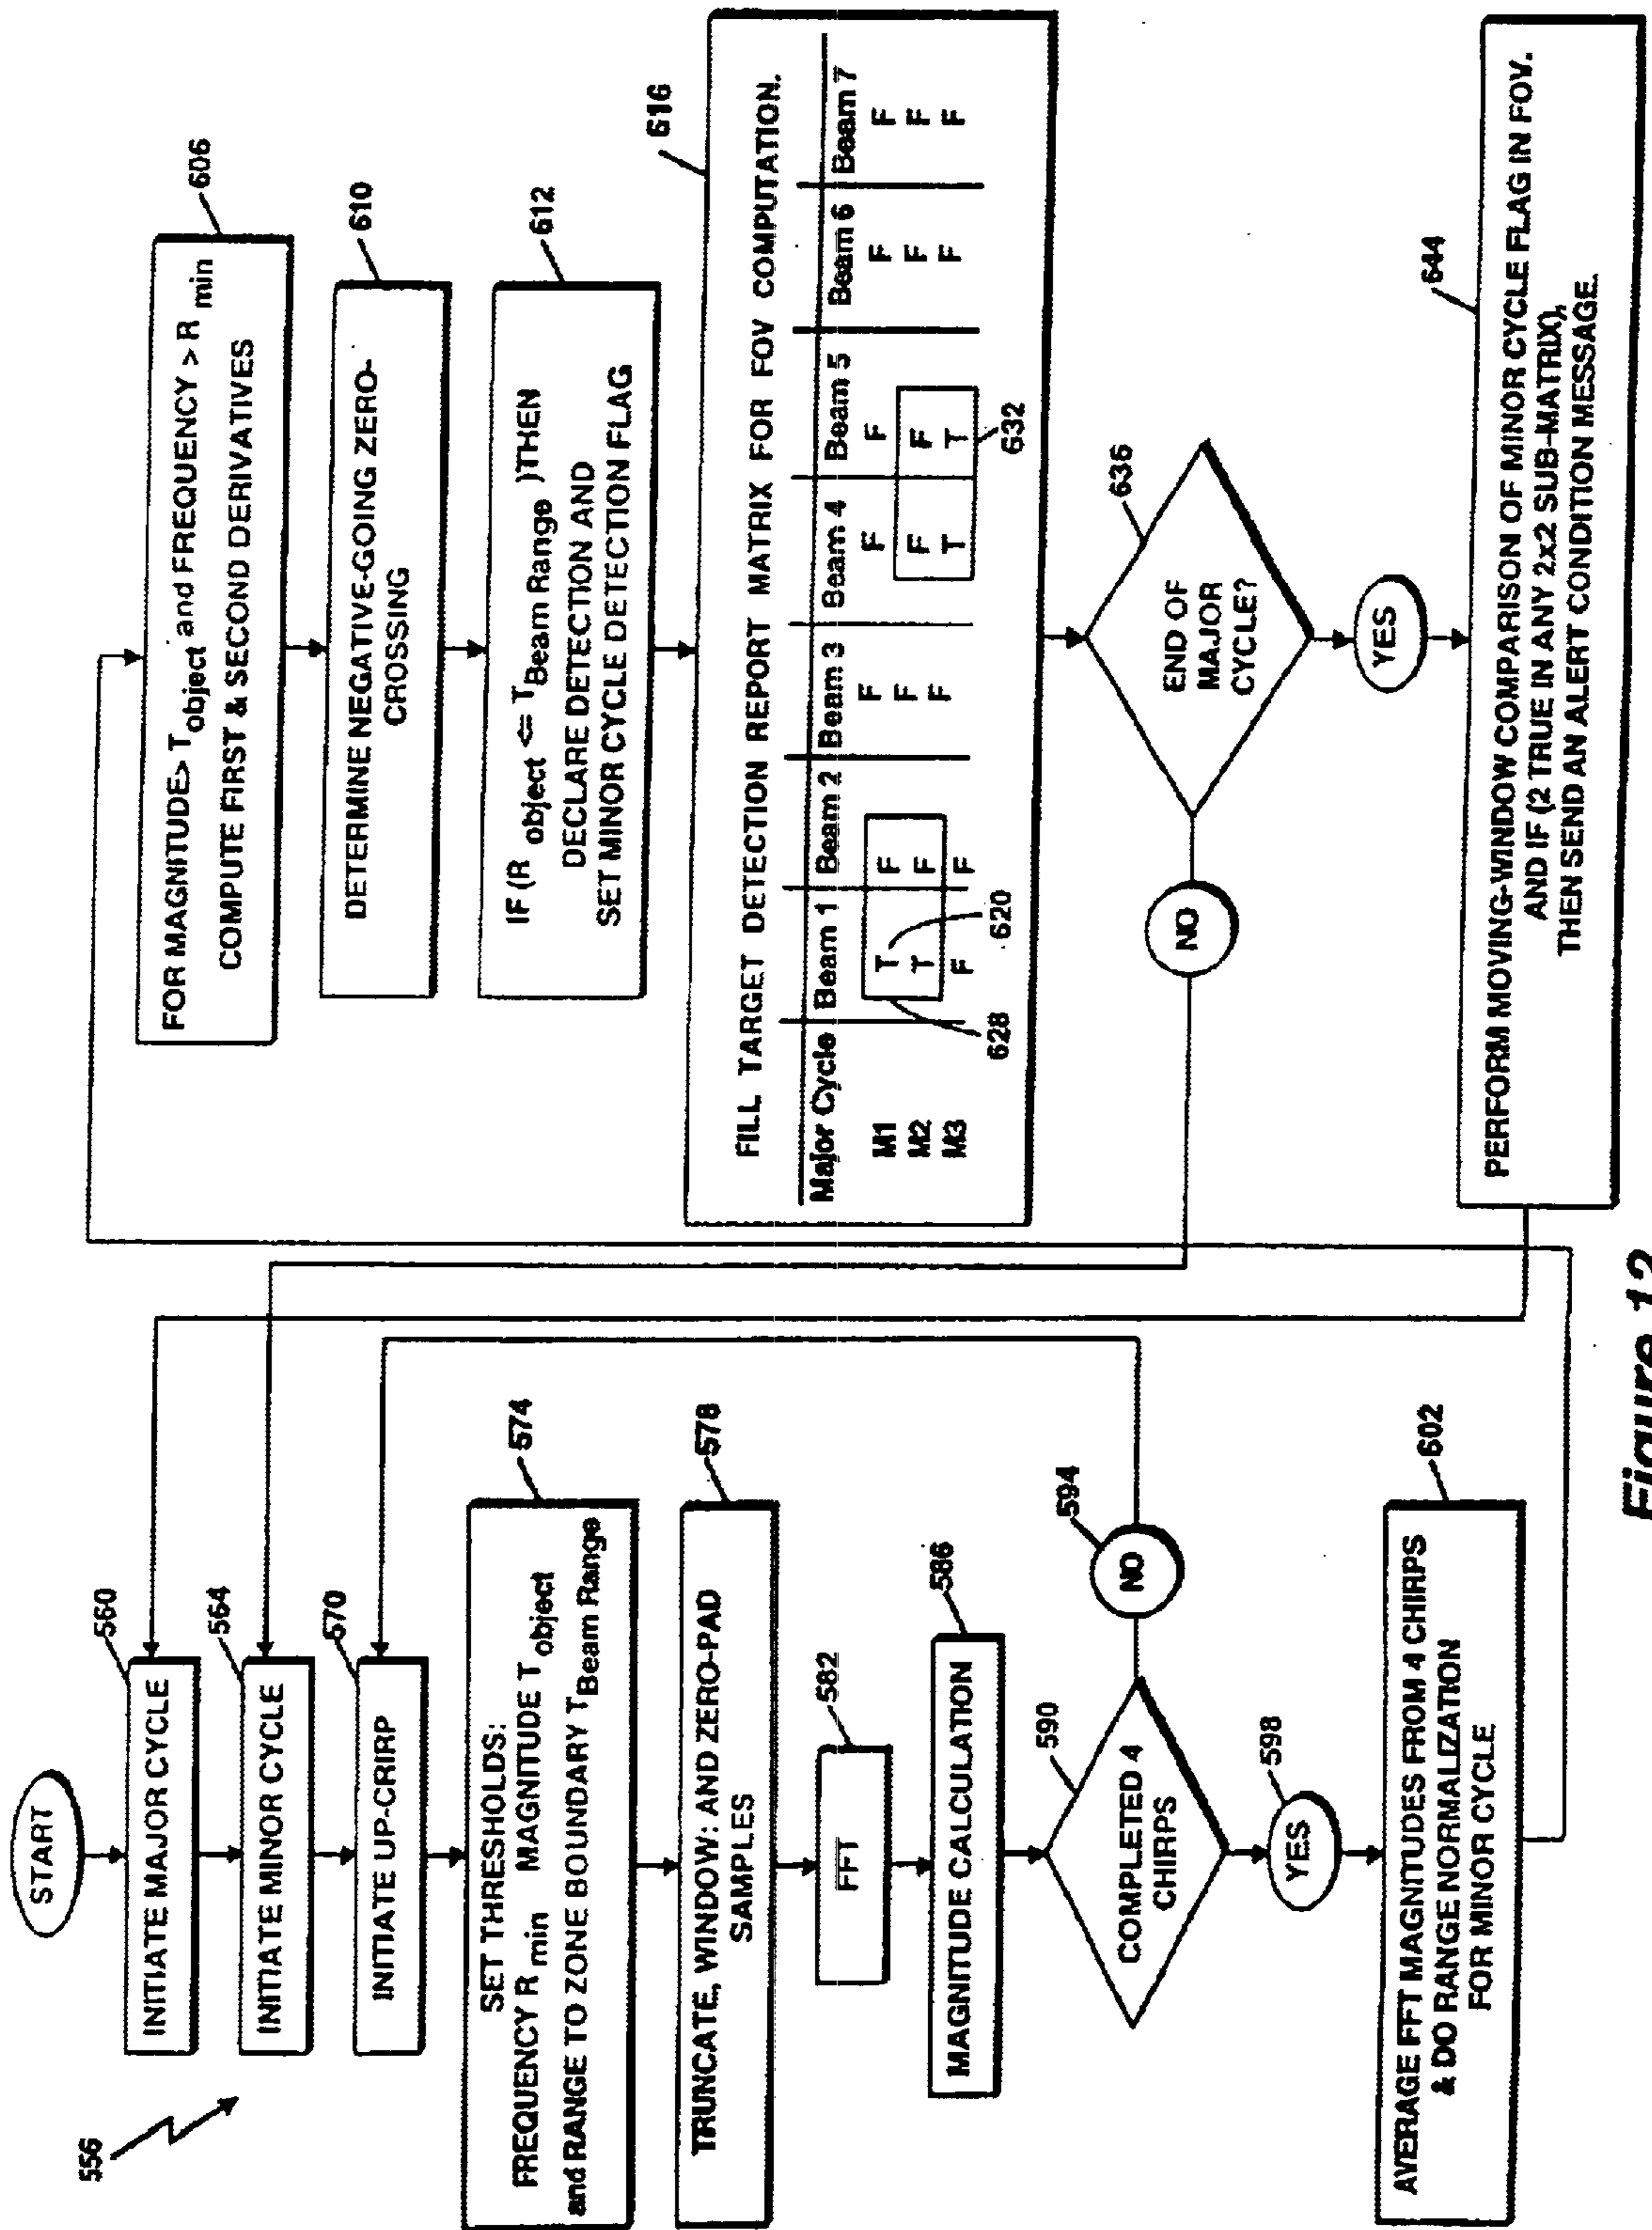 556
START
560
INITIATE MAJOR CYCLE
564
INITIATE MINOR CYCLE
570
INITIATE UP-CRIRP
574
SET THRESHOLDS:
FREQUENCY R min MAGNITUDE T object
and RANGE TO ZONE BOUNDARY T Beam Range
578
TRUNCATE, WINDOW: AND ZERO-PAD
SAMPLES
582
FFT
586
MAGNITUDE CALCULATION
590
COMPLETED 4
CHIRPS
594
NO
598
YES
602
AVERAGE FFT MAGNITUDES FROM 4 CHIRPS
& DO RANGE NORMALIZATION
FOR MINOR CYCLE
606
FOR MAGNITUDE> T object and FREQUENCY > R min
COMPUTE FIRST & SECOND DERIVATIVES
610
DETERMINE NEGATIVE-GOING ZERO-
CROSSING
612
IF (R object <= T Beam Range )THEN
DECLARE DETECTION AND
SET MINOR CYCLE DETECTION FLAG
616
FILL TARGET DETECTION REPORT MATRIX FOR FOV COMPUTATION.
Major Cycle Beam 1 Beam 2 Beam 3 Beam 4 Beam 5 Beam 6 Beam 7
M1 T F F F F F F
M2 T F F F F F F
M3 F F F T T F F
628
620
632
636
END OF
MAJOR
CYCLE?
NO
YES
644
PERFORM MOVING-WINDOW COMPARISON OF MINOR CYCLE FLAG IN FOV.
AND IF (2 TRUE IN ANY 2x2 SUB-MATRIX),
THEN SEND AN ALERT CONDITION MESSAGE.